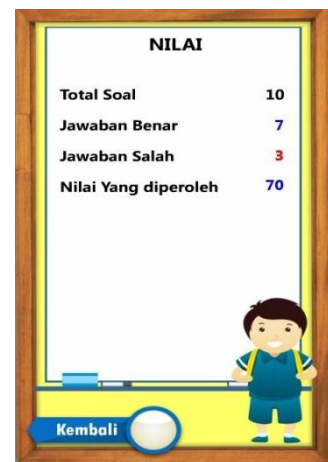 NILAI
Total Soal 10
Jawaban Benar 7
Jawaban Salah 3
Nilai Yang diperoleh 70
Kembali